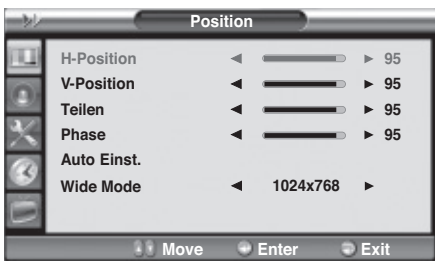 Position
H-Position 95
V-Position 95
Teilen 95
Phase 95
Auto Einst.
Wide Mode 1024x768
Move Enter Exit